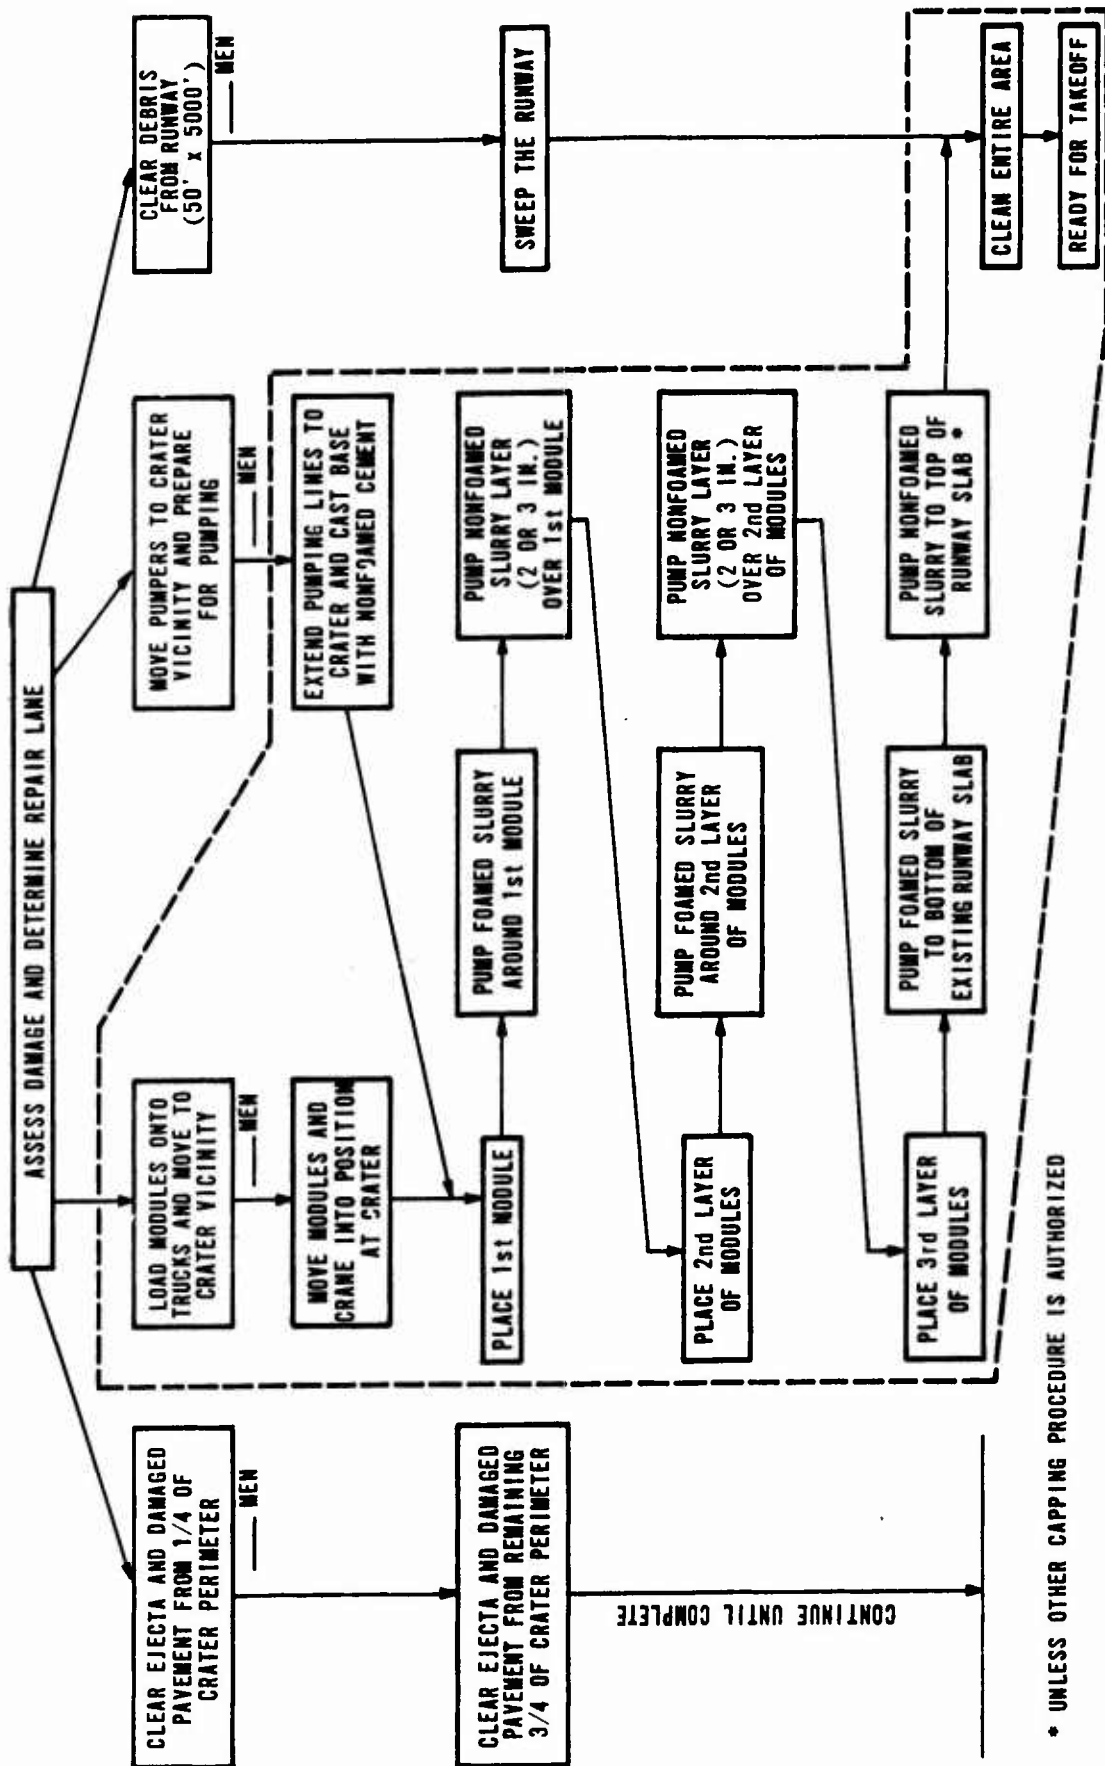 ASSESS DAMAGE AND DETERMINE REPAIR LANE
CLEAR EJECTA AND DAMAGED
PAVEMENT FROM 1/4 OF
CRATER PERIMETER
___ MEN
CLEAR EJECTA AND DAMAGED
PAVEMENT FROM REMAINING
3/4 OF CRATER PERIMETER
CONTINUE UNTIL COMPLETE
LOAD MODULES ONTO
TRUCKS AND MOVE TO
CRATER VICINITY
___ MEN
MOVE MODULES AND
CRANE INTO POSITION
AT CRATER
MOVE PUMPERS TO CRATER
VICINITY AND PREPARE
FOR PUMPING
___ MEN
EXTEND PUMPING LINES TO
CRATER AND CAST BASE
WITH NONFOAMED CEMENT
CLEAR DEBRIS
FROM RUNWAY
(50' x 5000')
___ MEN
SWEEP THE RUNWAY
PLACE 1st MODULE
PUMP FOAMED SLURRY
AROUND 1st MODULE
PUMP NONFOAMED
SLURRY LAYER
(2 OR 3 IN.)
OVER 1st MODULE
PLACE 2nd LAYER
OF MODULES
PUMP FOAMED SLURRY
AROUND 2nd LAYER
OF MODULES
PUMP NONFOAMED
SLURRY LAYER
(2 OR 3 IN.)
OVER 2nd LAYER
OF MODULES
PLACE 3rd LAYER
OF MODULES
PUMP FOAMED SLURRY
TO BOTTOM OF
EXISTING RUNWAY SLAB
PUMP NONFOAMED
SLURRY TO TOP OF
RUNWAY SLAB *
CLEAN ENTIRE AREA
READY FOR TAKEOFF
* UNLESS OTHER CAPPING PROCEDURE IS AUTHORIZED